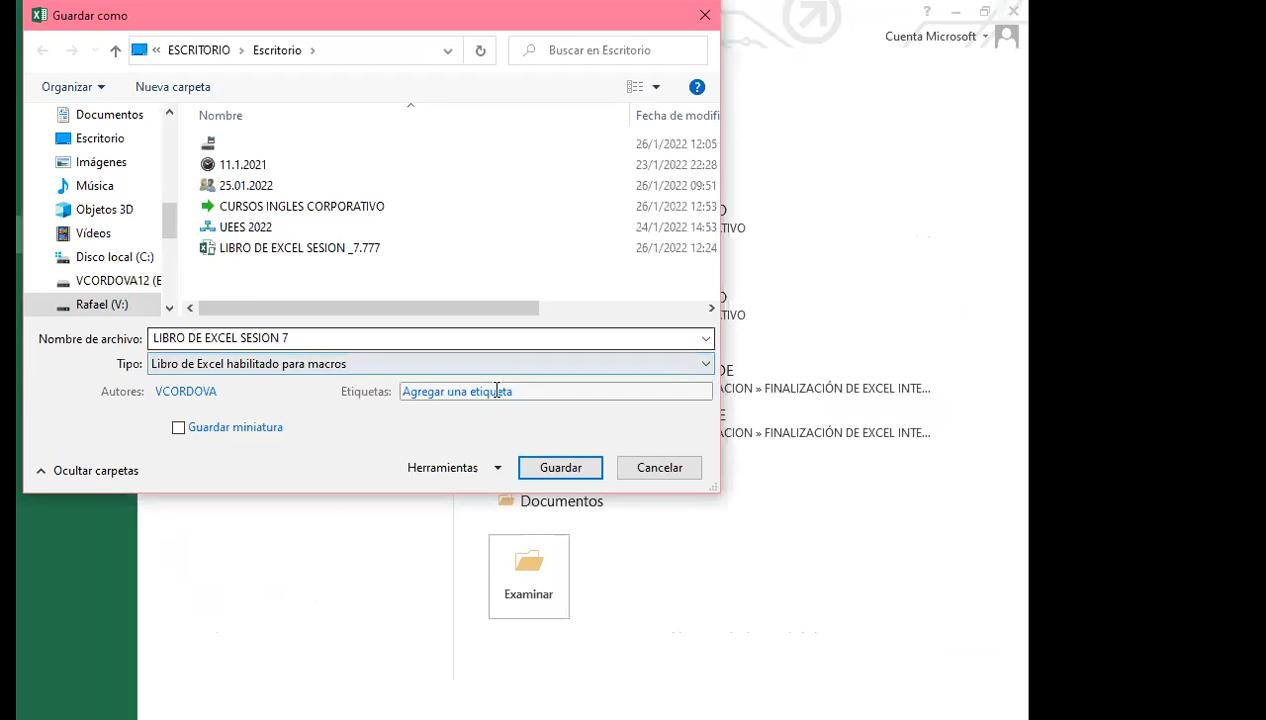 Guardar como
?
Cuenta Microsoft
« ESCRITORIO > Escritorio >
Buscar en Escritorio
Organizar
Nueva carpeta
?
Documentos
Escritorio
Imágenes
Música
Objetos 3D
Vídeos
Disco local (C:)
VCORDOVA12 (E
Rafael (V:)
Nombre
Fecha de modifi
26/1/2022 12:05
11.1.2021
23/1/2022 22:28
25.01.2022
26/1/2022 09:51
CURSOS INGLES CORPORATIVO
26/1/2022 12:53
UEES 2022
24/1/2022 14:53
LIBRO DE EXCEL SESION _7.777
26/1/2022 12:24
O
IVO
O
IVO
DE
ACION » FINALIZACIÓN DE EXCEL INTE...
E
CION » FINALIZACIÓN DE EXCEL INTE...
Nombre de archivo: LIBRO DE EXCEL SESION 7
Tipo: Libro de Excel habilitado para macros
Autores: VCORDOVA
Etiquetas: Agregar una etiqueta
Guardar miniatura
Ocultar carpetas
Herramientas
Guardar
Cancelar
Documentos
Examinar